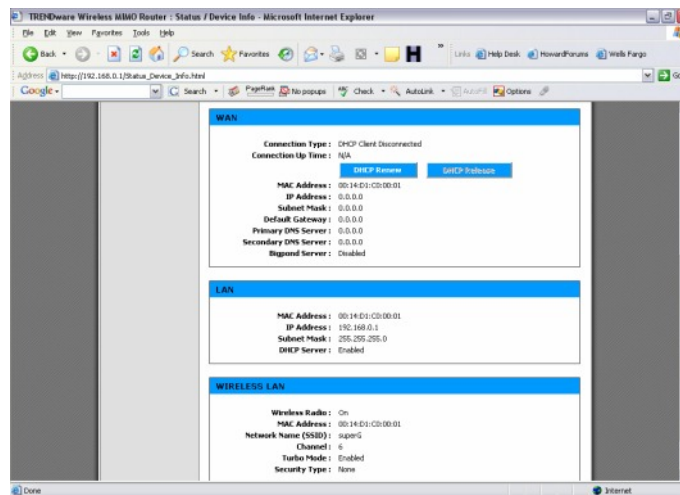 TRENDware Wireless MIMO Router : Status / Device Info - Microsoft Internet Explorer
File Edit View Favorites Tools Help
Back Search Favorites Links Help Desk HowardForums Wells Fargo
Address http://192.168.0.1/Status_Device_Info.html Go
Google Search PageRank No popups Check AutoLink AutoFill Options
WAN
Connection Type : DHCP Client Disconnected
Connection Up Time : N/A
DHCP Renew DHCP Release
MAC Address : 00:14:D1:C0:00:01
IP Address : 0.0.0.0
Subnet Mask : 0.0.0.0
Default Gateway : 0.0.0.0
Primary DNS Server : 0.0.0.0
Secondary DNS Server : 0.0.0.0
Bigpond Server : Disabled
LAN
MAC Address : 00:14:D1:C0:00:01
IP Address : 192.168.0.1
Subnet Mask : 255.255.255.0
DHCP Server : Enabled
WIRELESS LAN
Wireless Radio : On
MAC Address : 00:14:D1:C0:00:01
Network Name (SSID) : superG
Channel : 6
Turbo Mode : Enabled
Security Type : None
Done Internet